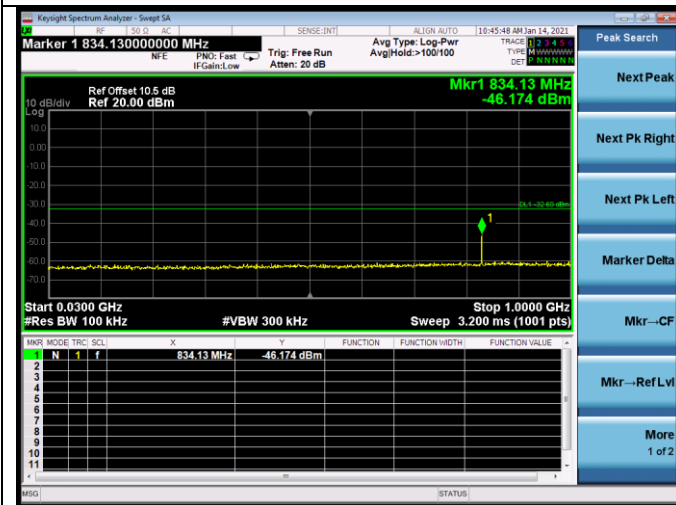 Keysight Spectrum Analyzer - Swept SA
RF 50 Ω AC SENSE:INT ALIGN AUTO 10:45:48 AM Jan 14, 2021
Marker 1 834.130000000 MHz
NFE PNO: Fast Trig: Free Run Avg Type: Log-Pwr TRACE 1 2 3 4 5 6
IFGain:Low Atten: 20 dB Avg|Hold:>100/100 TYPE M WWWWW
DET P N N N N N
Peak Search
Next Peak
Next Pk Right
Next Pk Left
Marker Delta
Mkr→CF
Mkr→Ref Lvl
More
1 of 2
Ref Offset 10.5 dB Mkr1 834.13 MHz
10 dB/div Ref 20.00 dBm -46.174 dBm
Log
10.0
0.00
-10.0
-20.0
-30.0
DL1 -32.60 dBm
-40.0
1
-50.0
-60.0
-70.0
Start 0.0300 GHz Stop 1.0000 GHz
#Res BW 100 kHz #VBW 300 kHz Sweep 3.200 ms (1001 pts)
MKR MODE TRC SCL X Y FUNCTION FUNCTION WIDTH FUNCTION VALUE
1 N 1 f 834.13 MHz -46.174 dBm
2
3
4
5
6
7
8
9
10
11
MSG STATUS